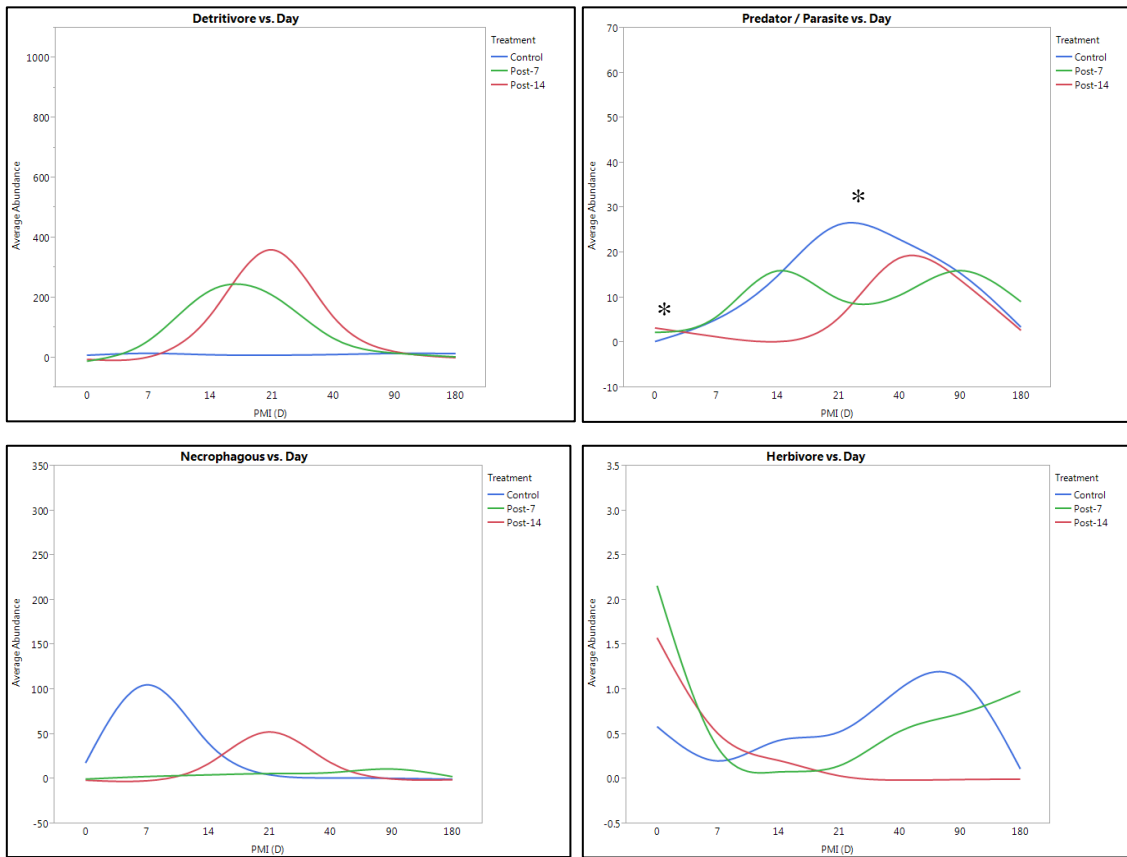 Detritivore vs. Day
Treatment
Control
Post-7
Post-14
1000
800
600
400
200
0
Average Abundance
0 7 14 21 40 90 180
PMI (D)
Predator / Parasite vs. Day
Treatment
Control
Post-7
Post-14
70
60
50
40
30
20
10
0
-10
Average Abundance
*
*
0 7 14 21 40 90 180
PMI (D)
Necrophagous vs. Day
Treatment
Control
Post-7
Post-14
350
300
250
200
150
100
50
0
-50
Average Abundance
0 7 14 21 40 90 180
PMI (D)
Herbivore vs. Day
Treatment
Control
Post-7
Post-14
3.5
3.0
2.5
2.0
1.5
1.0
0.5
0.0
-0.5
Average Abundance
0 7 14 21 40 90 180
PMI (D)